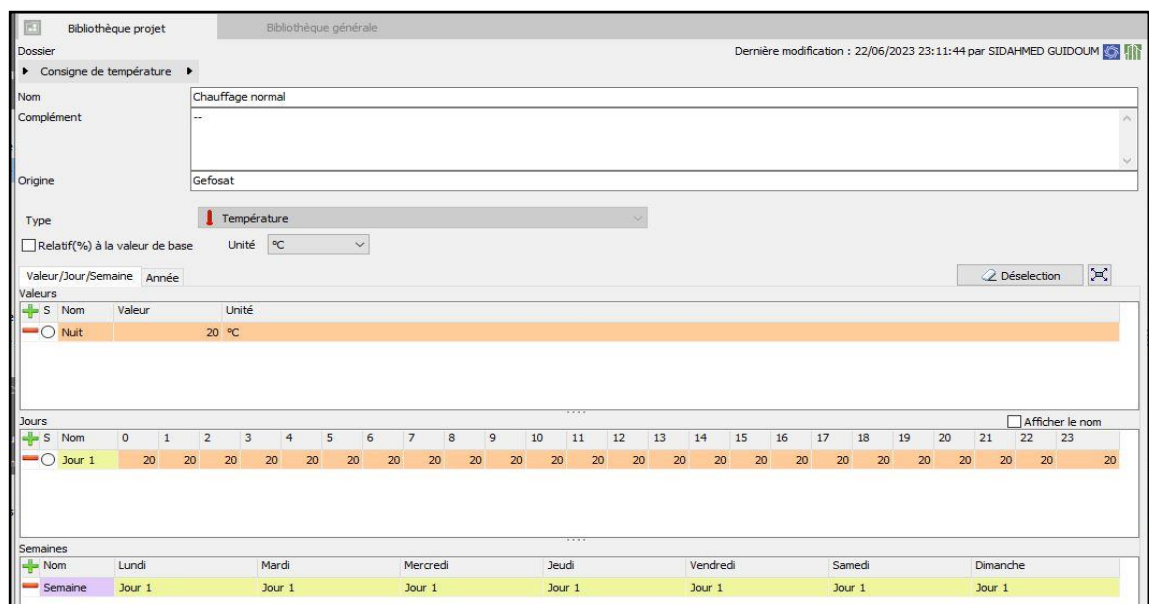 Bibliothèque projet Bibliothèque générale
Dossier Dernière modification : 22/06/2023 23:11:44 par SIDAHMED GUIDOUM
Consigne de température
Nom Chauffage normal
Complément --
Origine Gefosat
Type Température
Relatif(%) à la valeur de base Unité ºC
Valeur/Jour/Semaine Année Déselection
Valeurs
S Nom Valeur Unité
Nuit 20 ºC
Jours Afficher le nom
S Nom 0 1 2 3 4 5 6 7 8 9 10 11 12 13 14 15 16 17 18 19 20 21 22 23
Jour 1 20 20 20 20 20 20 20 20 20 20 20 20 20 20 20 20 20 20 20 20 20 20 20 20
Semaines
Nom Lundi Mardi Mercredi Jeudi Vendredi Samedi Dimanche
Semaine Jour 1 Jour 1 Jour 1 Jour 1 Jour 1 Jour 1 Jour 1